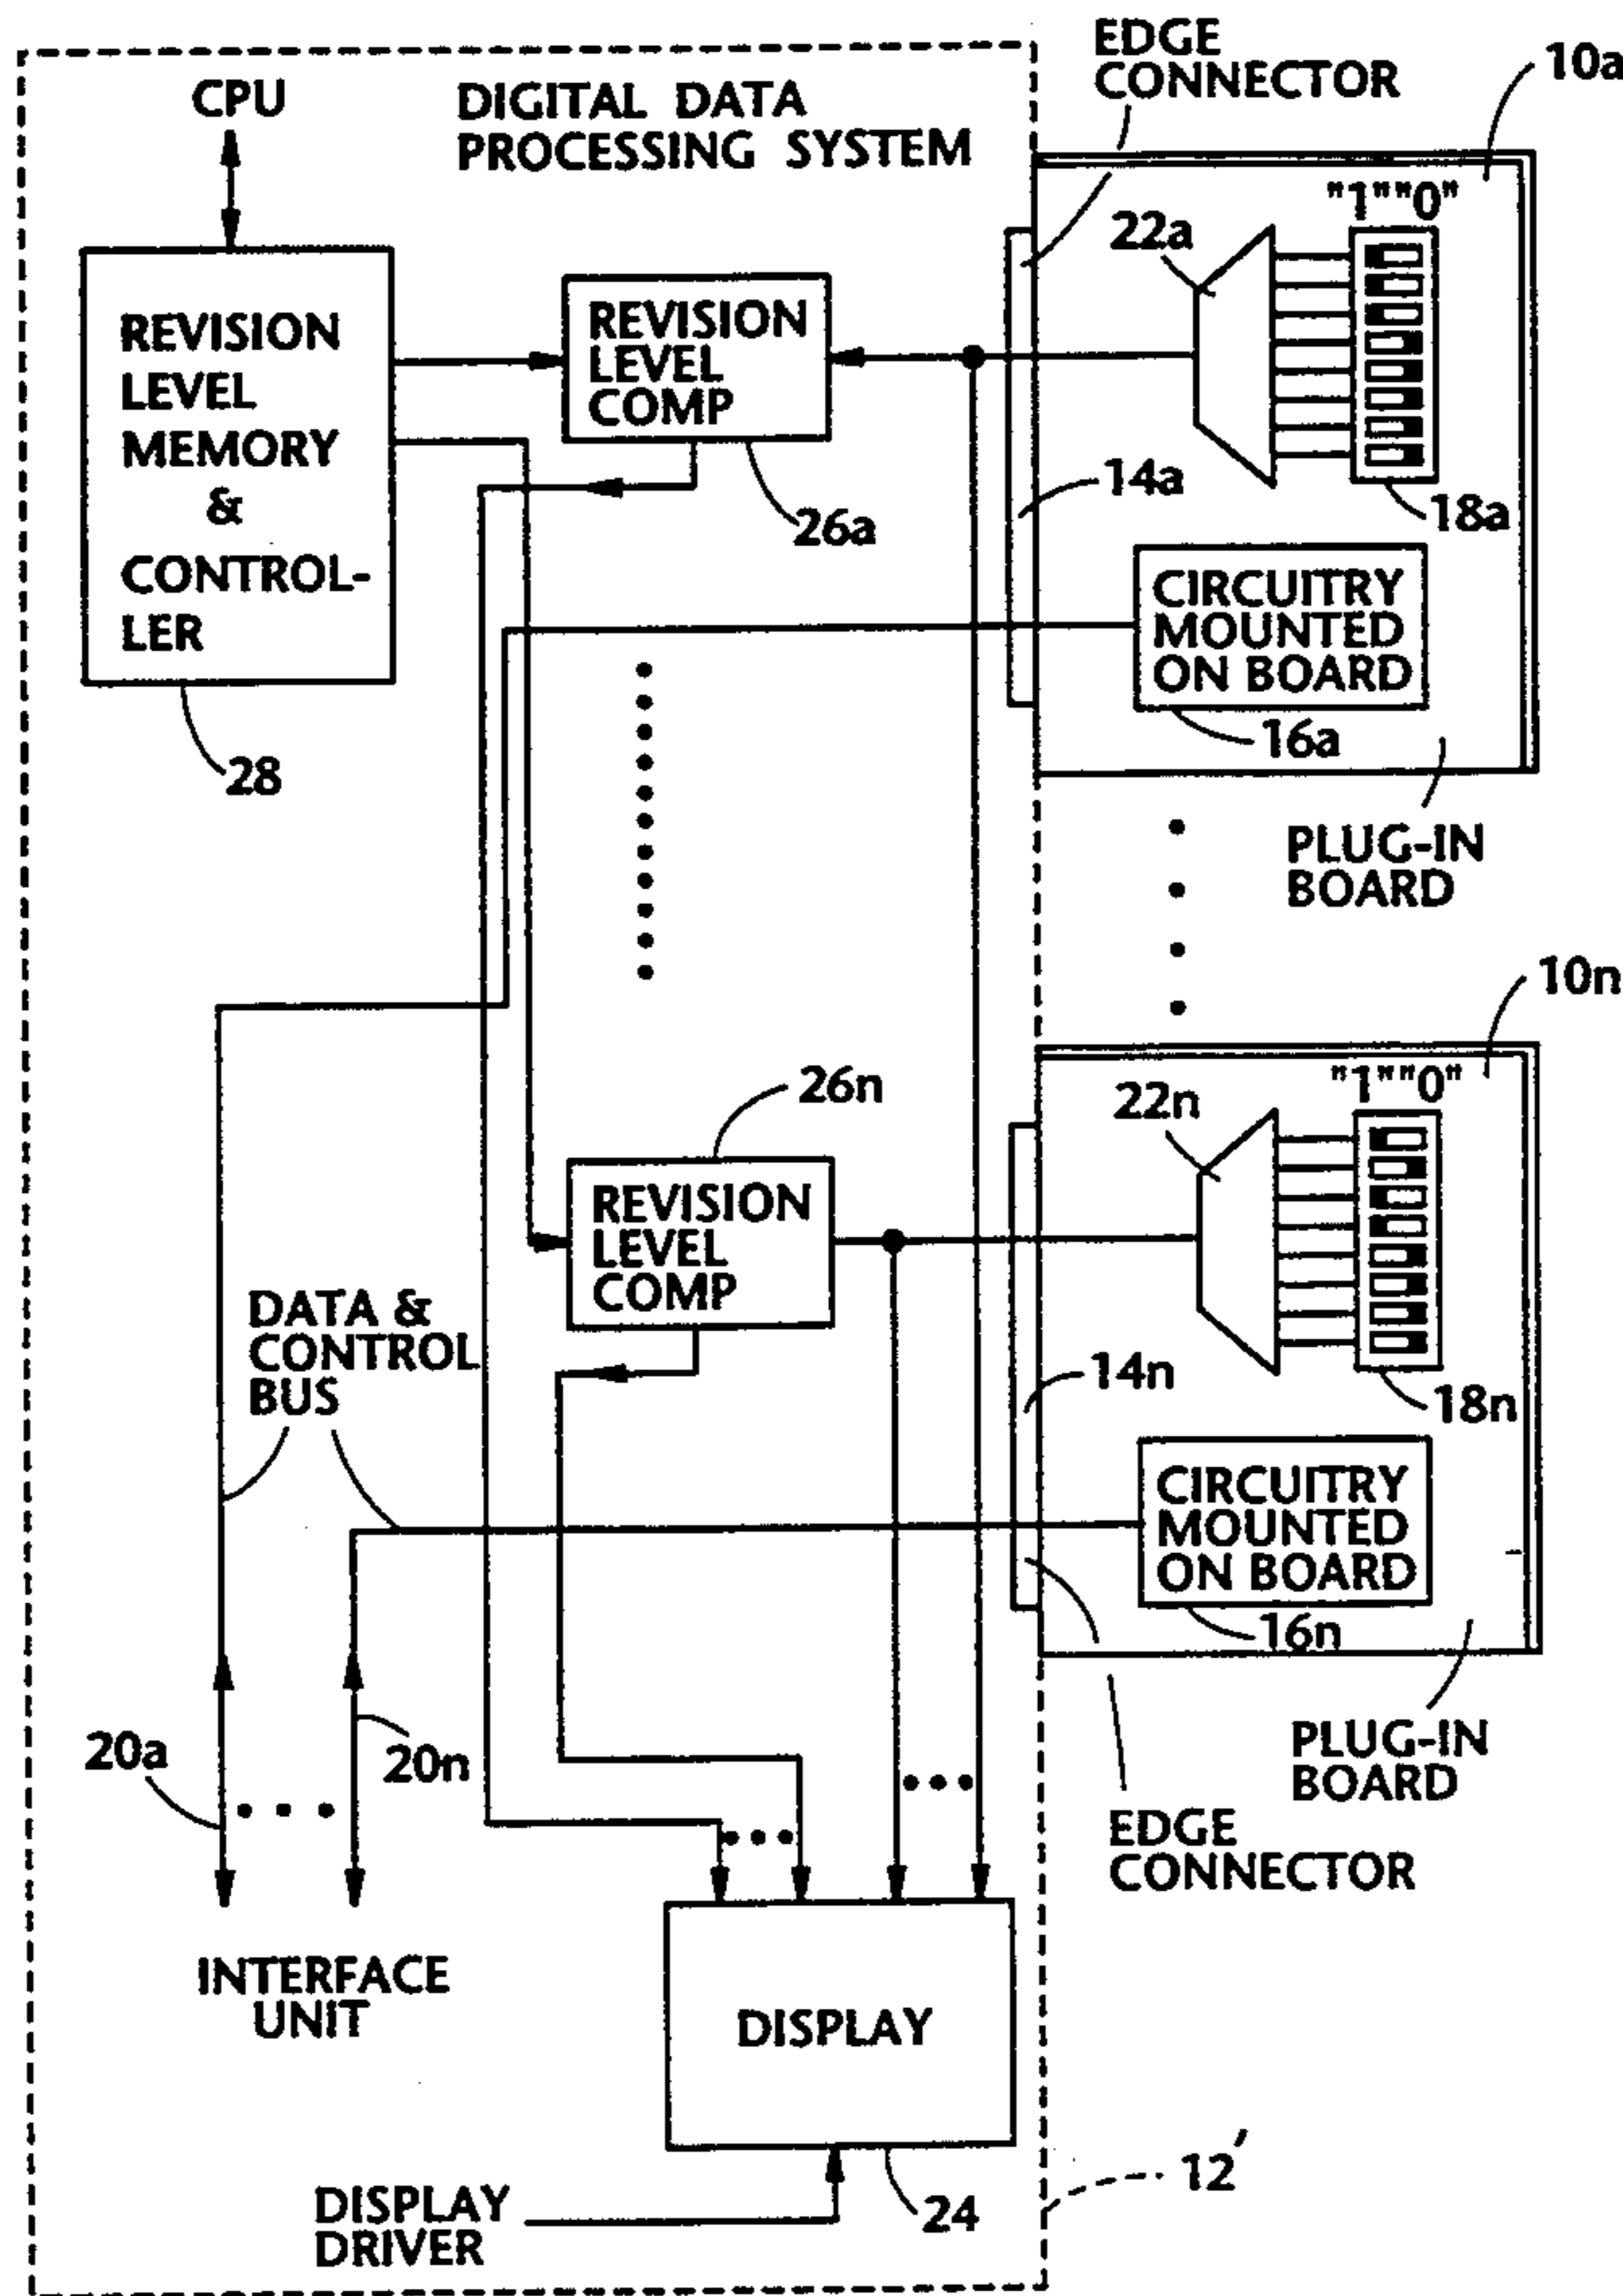 EDGE
CONNECTOR
10a
CPU
DIGITAL DATA
PROCESSING SYSTEM
"1""0"
22a
REVISION
LEVEL
MEMORY
&
CONTROL-
LER
REVISION
LEVEL
COMP
14a
18a
26a
CIRCUITRY
MOUNTED
ON BOARD
16a
28
PLUG-IN
BOARD
10n
"1""0"
26n
22n
REVISION
LEVEL
COMP
DATA &
CONTROL
BUS
14n
18n
CIRCUITRY
MOUNTED
ON BOARD
16n
20a
20n
PLUG-IN
BOARD
EDGE
CONNECTOR
INTERFACE
UNIT
DISPLAY
12'
24
DISPLAY
DRIVER